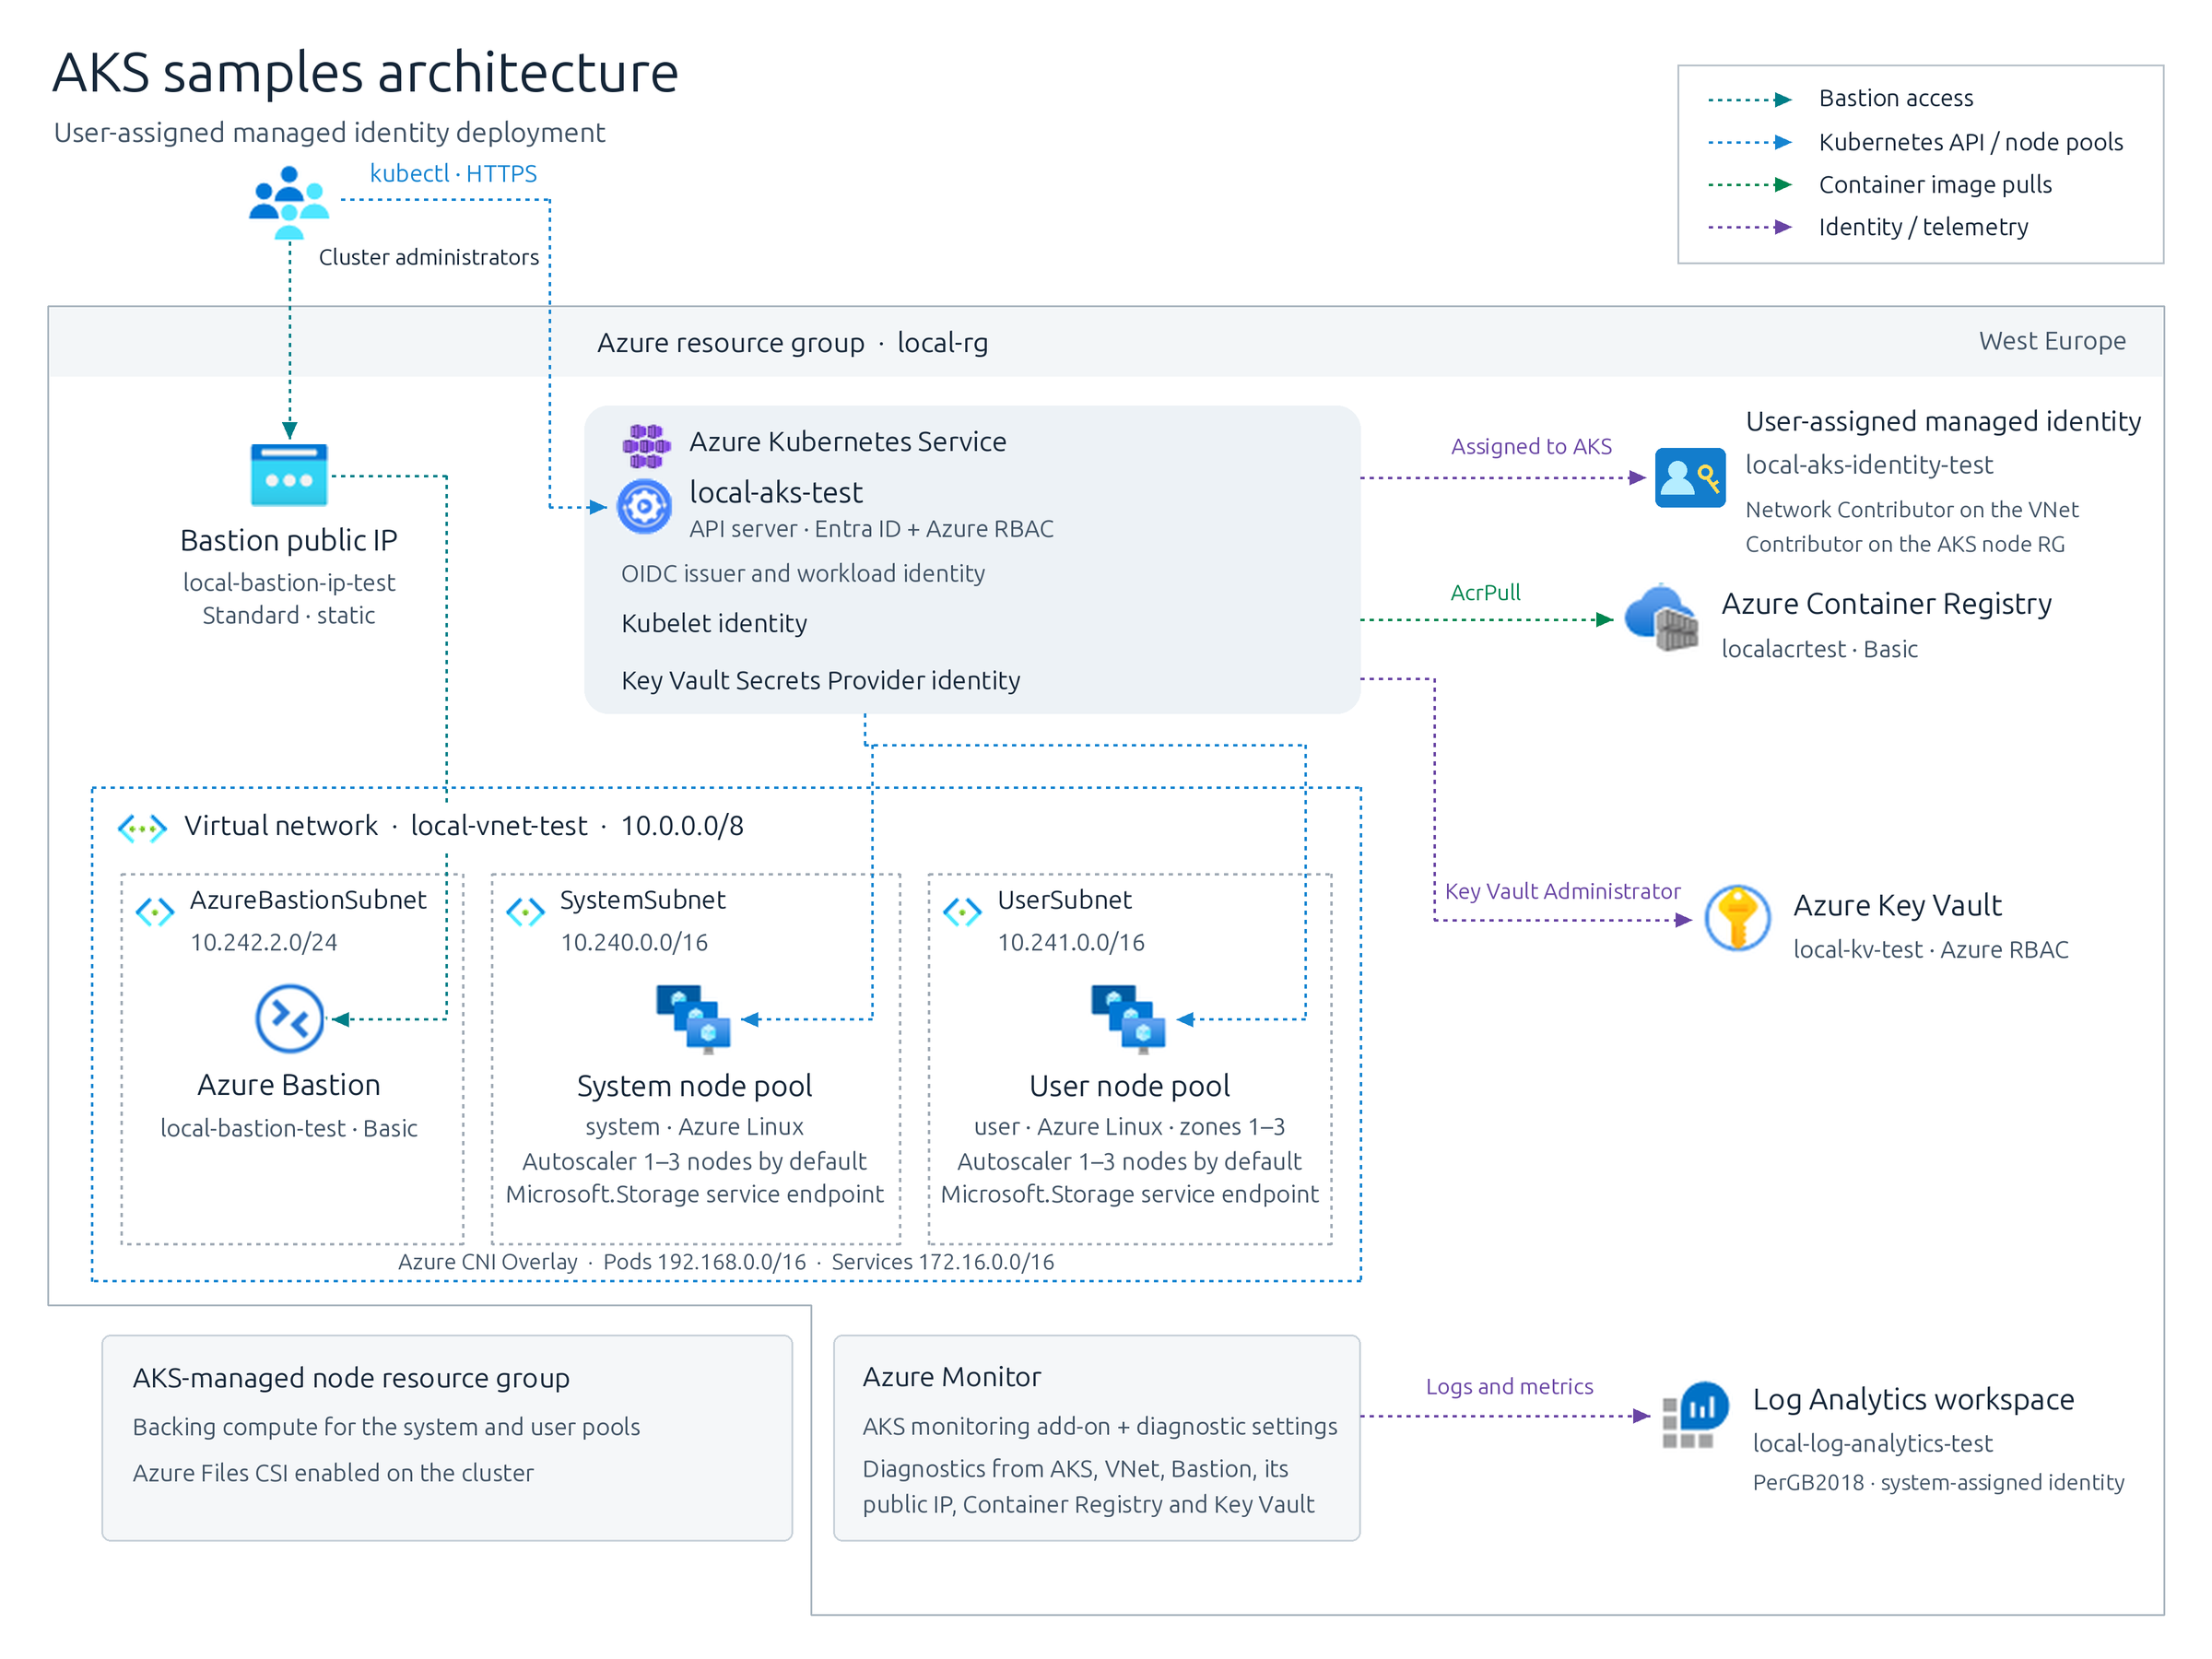 AKS samples architecture
User-assigned managed identity deployment
kubectl · HTTPS
Cluster administrators
Bastion access
Kubernetes API / node pools
Container image pulls
Identity / telemetry
Azure resource group · local-rg
West Europe
Bastion public IP
local-bastion-ip-test
Standard · static
Azure Kubernetes Service
local-aks-test
API server · Entra ID + Azure RBAC
OIDC issuer and workload identity
Kubelet identity
Key Vault Secrets Provider identity
Assigned to AKS
User-assigned managed identity
local-aks-identity-test
Network Contributor on the VNet
Contributor on the AKS node RG
AcrPull
Azure Container Registry
localacrtest · Basic
Key Vault Administrator
Azure Key Vault
local-kv-test · Azure RBAC
Virtual network · local-vnet-test · 10.0.0.0/8
AzureBastionSubnet
10.242.2.0/24
Azure Bastion
local-bastion-test · Basic
SystemSubnet
10.240.0.0/16
System node pool
system · Azure Linux
Autoscaler 1–3 nodes by default
Microsoft.Storage service endpoint
UserSubnet
10.241.0.0/16
User node pool
user · Azure Linux · zones 1–3
Autoscaler 1–3 nodes by default
Microsoft.Storage service endpoint
Azure CNI Overlay · Pods 192.168.0.0/16 · Services 172.16.0.0/16
AKS-managed node resource group
Backing compute for the system and user pools
Azure Files CSI enabled on the cluster
Azure Monitor
AKS monitoring add-on + diagnostic settings
Diagnostics from AKS, VNet, Bastion, its
public IP, Container Registry and Key Vault
Logs and metrics
Log Analytics workspace
local-log-analytics-test
PerGB2018 · system-assigned identity